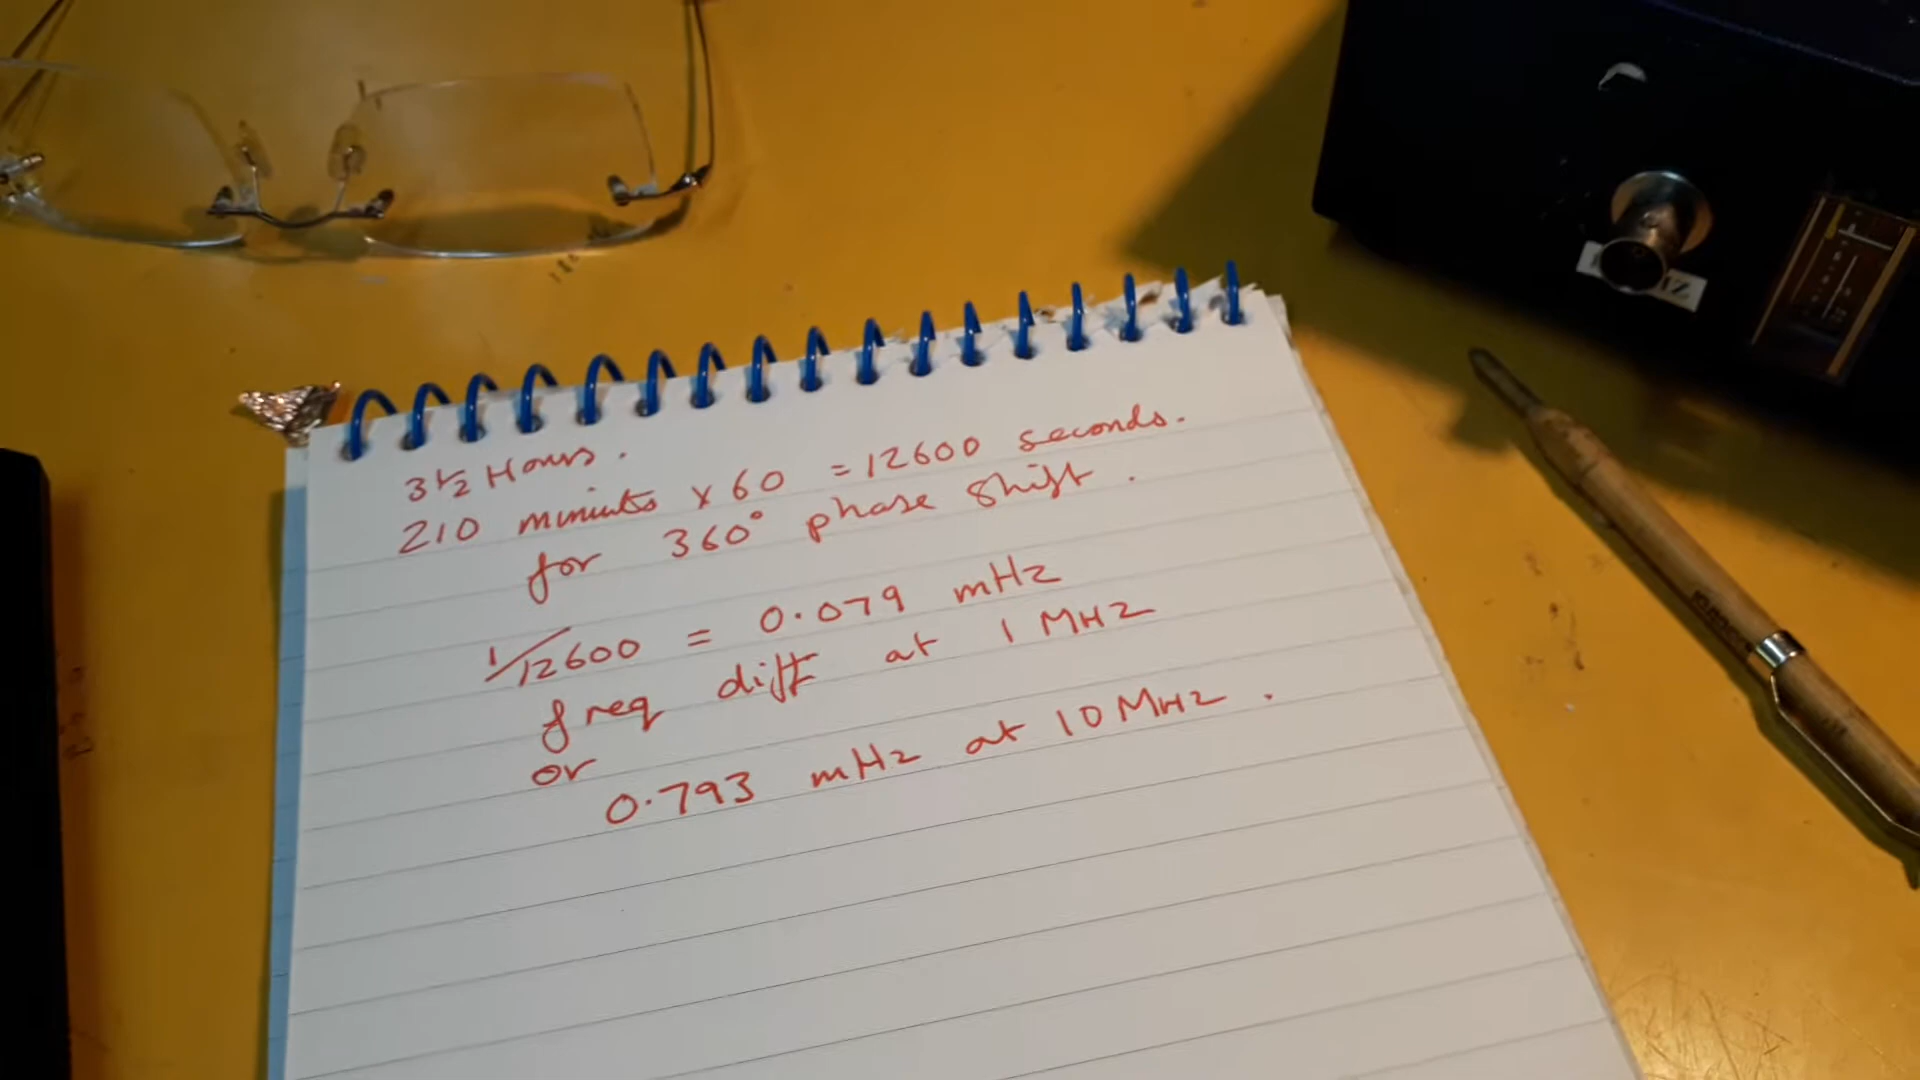 3½ Hours.
210 minuits x 60 = 12600 seconds.
for 360° phase shift.
1/12600 = 0.079 mHz
freq diff at 1 MHz
or
0.793 mHz at 10 MHz.